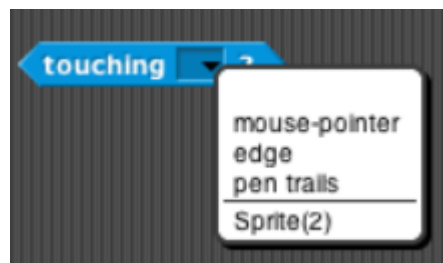 touching ?
mouse-pointer
edge
pen trails
Sprite(2)